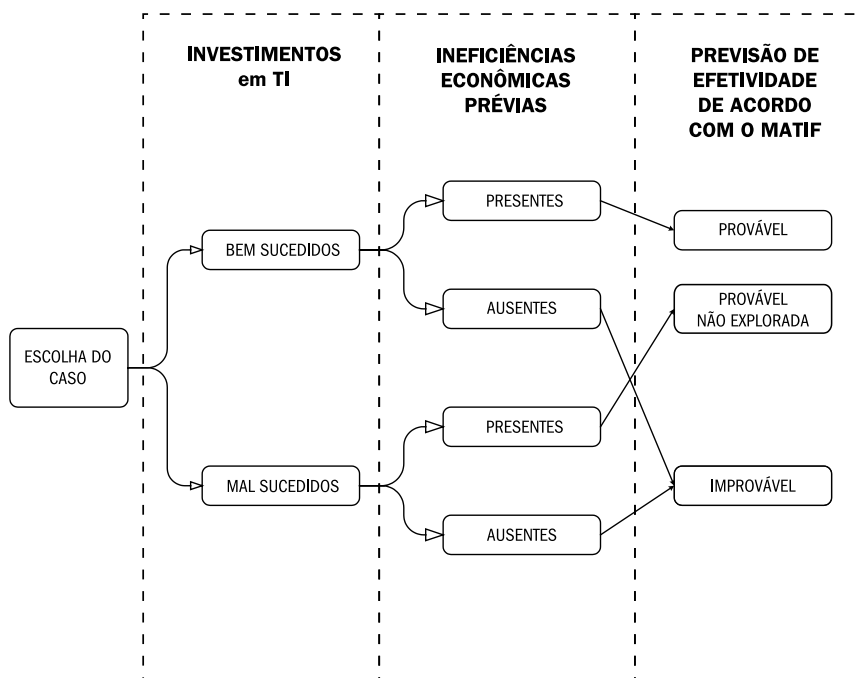 INVESTIMENTOS
em TI
INEFICIÊNCIAS
ECONÔMICAS
PRÉVIAS
PREVISÃO DE
EFETIVIDADE
DE ACORDO
COM O MATIF
ESCOLHA DO
CASO
BEM SUCEDIDOS
MAL SUCEDIDOS
PRESENTES
AUSENTES
PRESENTES
AUSENTES
PROVÁVEL
PROVÁVEL
NÃO EXPLORADA
IMPROVÁVEL